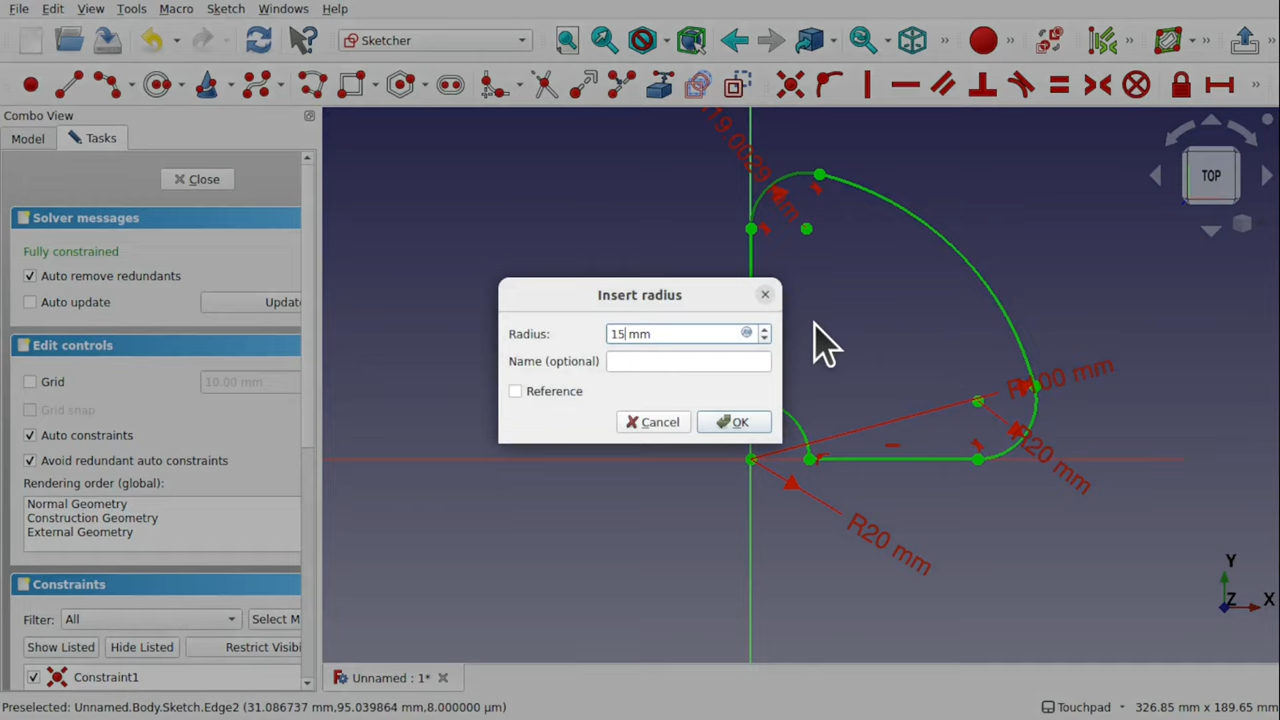 File Edit View Tools Macro Sketch Windows Help
Sketcher
Combo View
Model Tasks
Close
Solver messages
Fully constrained
Auto remove redundants
Auto update Update
Edit controls
Grid 10.00 mm
Grid snap
Auto constraints
Avoid redundant auto constraints
Rendering order (global):
Normal Geometry
Construction Geometry
External Geometry
Constraints
Filter: All Select M
Show Listed Hide Listed Restrict Visibi
Constraint1
TOP
Insert radius
Radius: 15 mm
Name (optional)
Reference
Cancel OK
R100 mm
R20 mm
R20 mm
Y
Z X
Unnamed : 1*
Preselected: Unnamed.Body.Sketch.Edge2 (31.086737 mm,95.039864 mm,8.000000 µm) Touchpad 326.85 mm x 189.65 mm